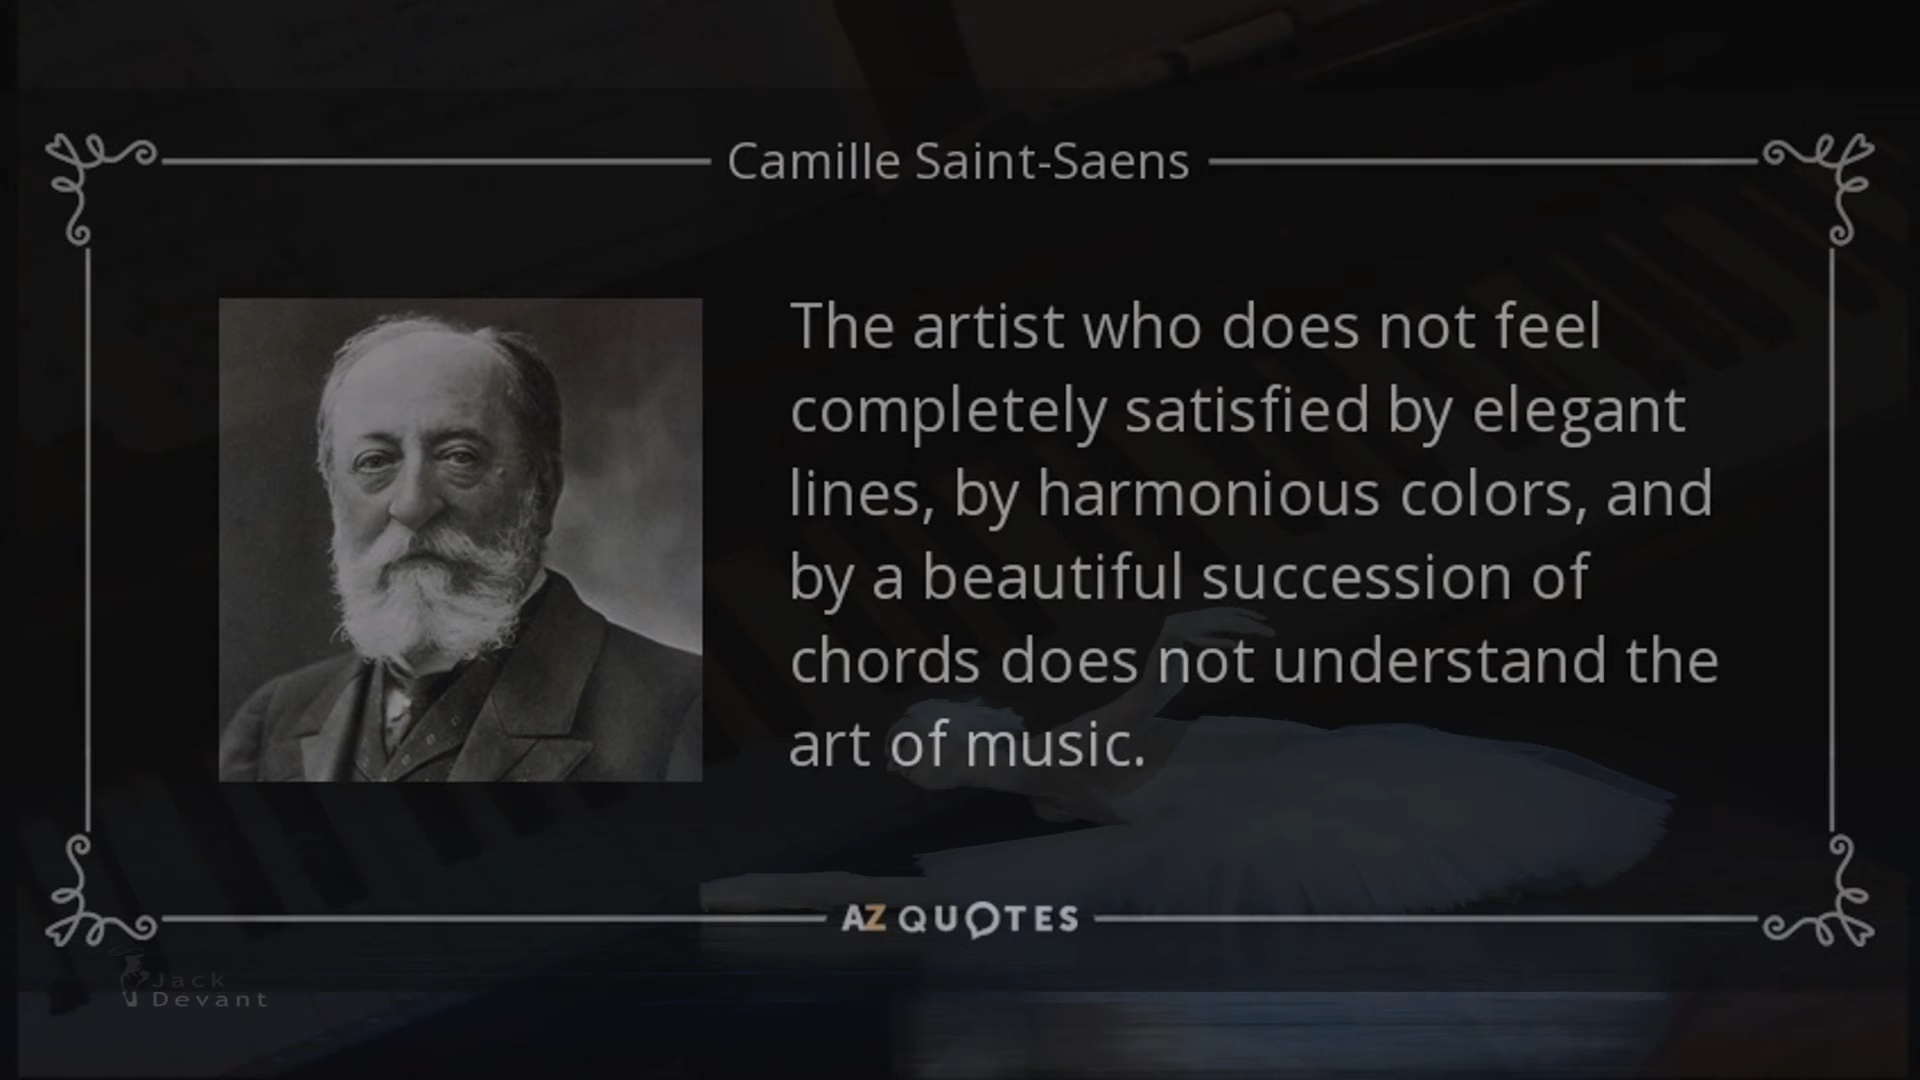 Camille Saint-Saens
The artist who does not feel
completely satisfied by elegant
lines, by harmonious colors, and
by a beautiful succession of
chords does not understand the
art of music.
AZ QUOTES
Jack
Devant